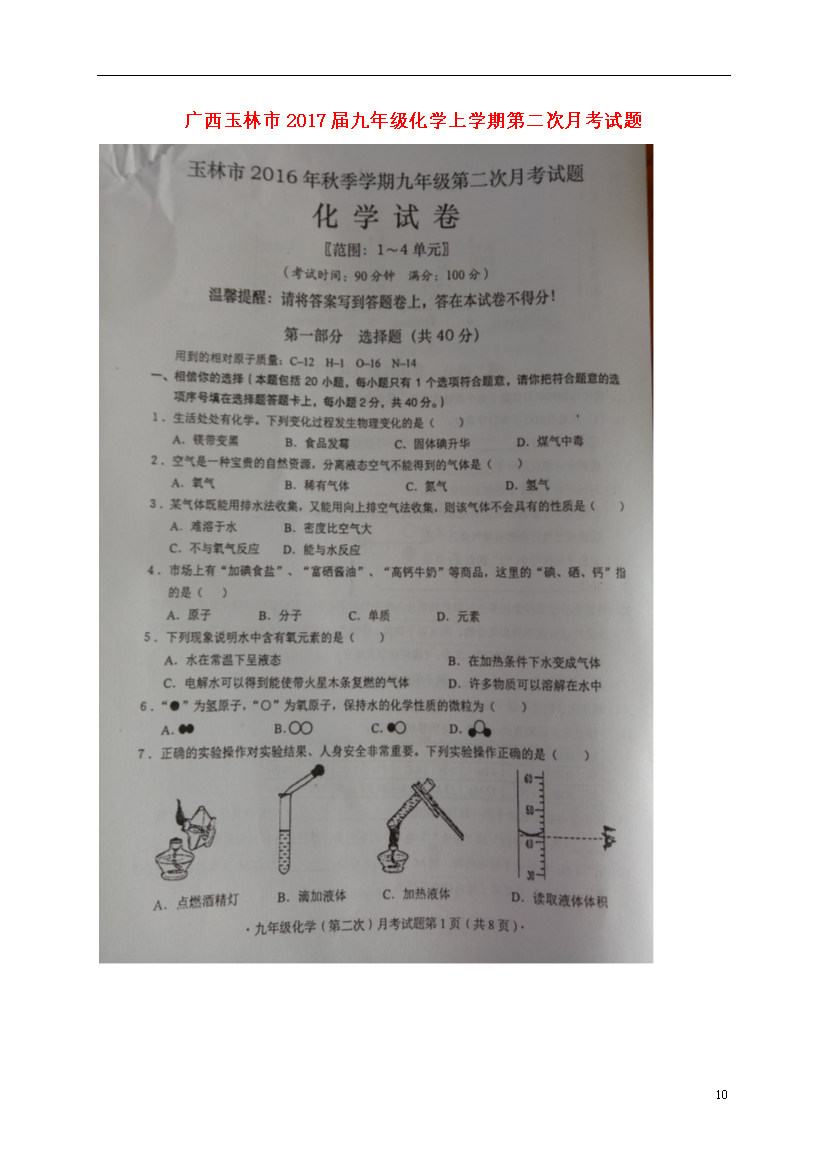 广西玉林市2017届九年级化学上学期第二次月考试题
玉林市2016年秋季学期九年级第二次月考试题
化 学 试 卷
〖范围：1～4单元〗
（考试时间：90分钟 满分：100分）
温馨提醒：请将答案写到答题卷上，答在本试卷不得分！
第一部分 选择题（共40分）
用到的相对原子质量：C–12 H–1 O–16 N–14
一、相信你的选择（本题包括20小题，每小题只有1个选项符合题意，请你把符合题意的选
项序号填在选择题答题卡上，每小题2分，共40分。）
1．生活处处有化学。下列变化过程发生物理变化的是（ ）
A．镁带变黑 B．食品发霉 C．固体碘升华 D．煤气中毒
2．空气是一种宝贵的自然资源，分离液态空气不能得到的气体是（ ）
A．氧气 B．稀有气体 C．氮气 D．氢气
3．某气体既能用排水法收集，又能用向上排空气法收集，则该气体不会具有的性质是（ ）
A．难溶于水 B．密度比空气大
C．不与氧气反应 D．能与水反应
4．市场上有“加碘食盐”、“富硒酱油”、“高钙牛奶”等商品，这里的“碘、硒、钙”指
的是（ ）
A．原子 B．分子 C．单质 D．元素
5．下列现象说明水中含有氧元素的是（ ）
A．水在常温下呈液态 B．在加热条件下水变成气体
C．电解水可以得到能使带火星木条复燃的气体 D．许多物质可以溶解在水中
6．“●”为氢原子，“○”为氧原子，保持水的化学性质的微粒为（ ）
A. B. C. D.
7．正确的实验操作对实验结果、人身安全非常重要。下列实验操作正确的是（ ）
60
50
40
30
A．点燃酒精灯 B．滴加液体 C．加热液体 D．读取液体体积
·九年级化学（第二次）月考试题第1页（共8页）·
10